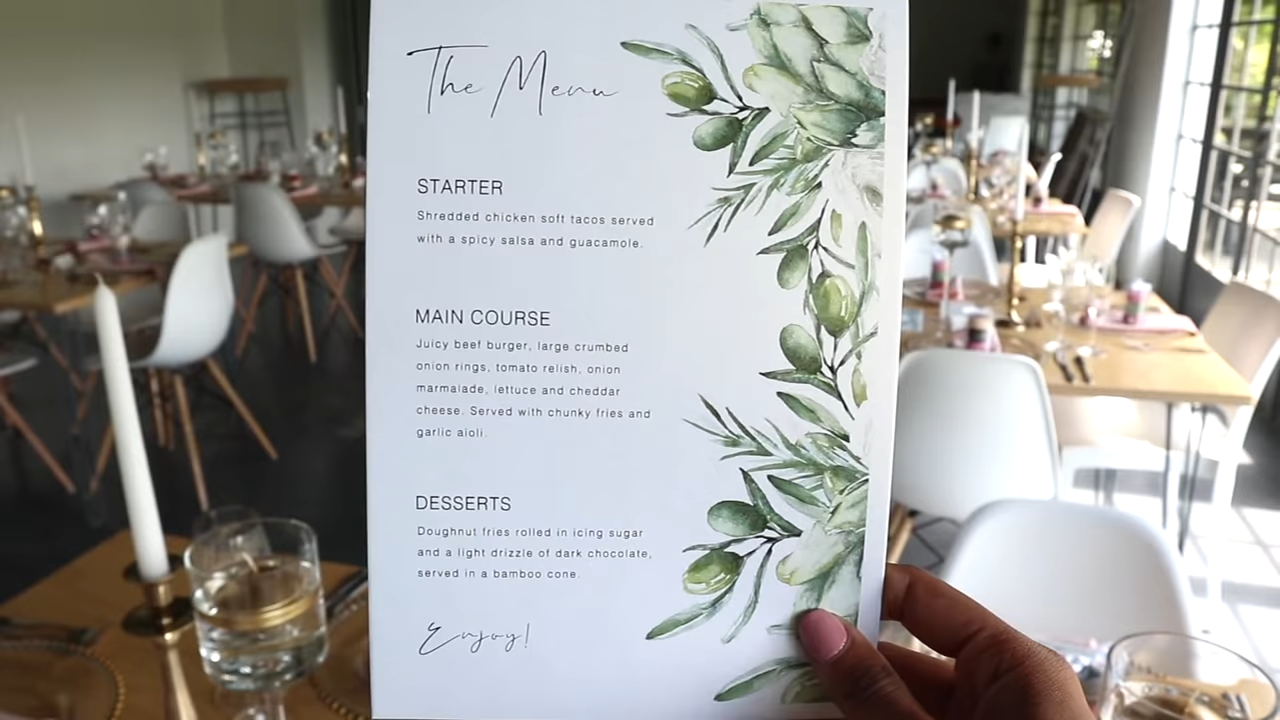 The Menu
STARTER
Shredded chicken soft tacos served
with a spicy salsa and guacamole.
MAIN COURSE
Juicy beef burger, large crumbed
onion rings, tomato relish, onion
marmalade, lettuce and cheddar
cheese. Served with chunky fries and
garlic aioli.
DESSERTS
Doughnut fries rolled in icing sugar
and a light drizzle of dark chocolate,
served in a bamboo cone.
Enjoy!